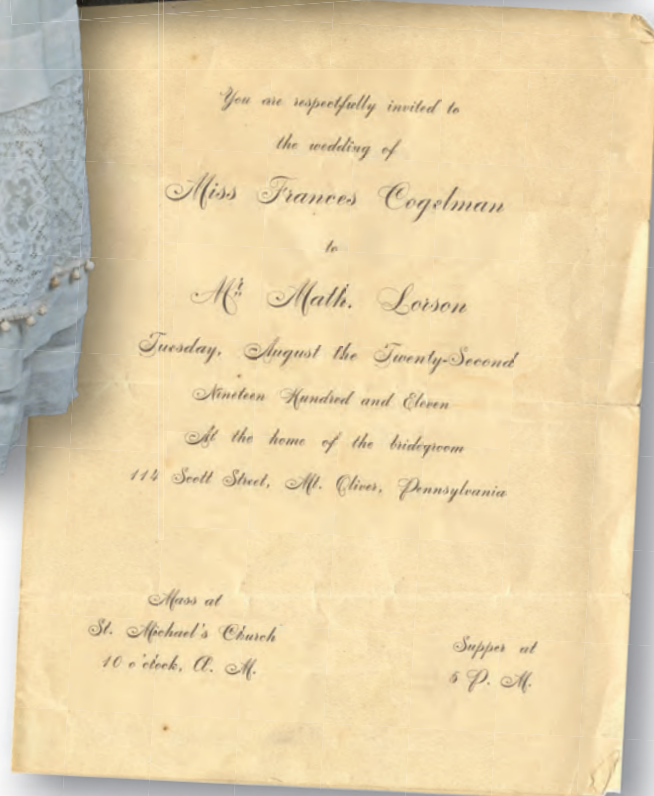 You are respectfully invited to
the wedding of
Miss Frances Cogelman
to
Mr. Math. Lorson
Tuesday, August the Twenty-Second
Nineteen Hundred and Eleven
At the home of the bridegroom
114 Scott Street, Mt. Oliver, Pennsylvania
Mass at
St. Michael's Church
10 o'clock, A. M.
Supper at
5 P. M.